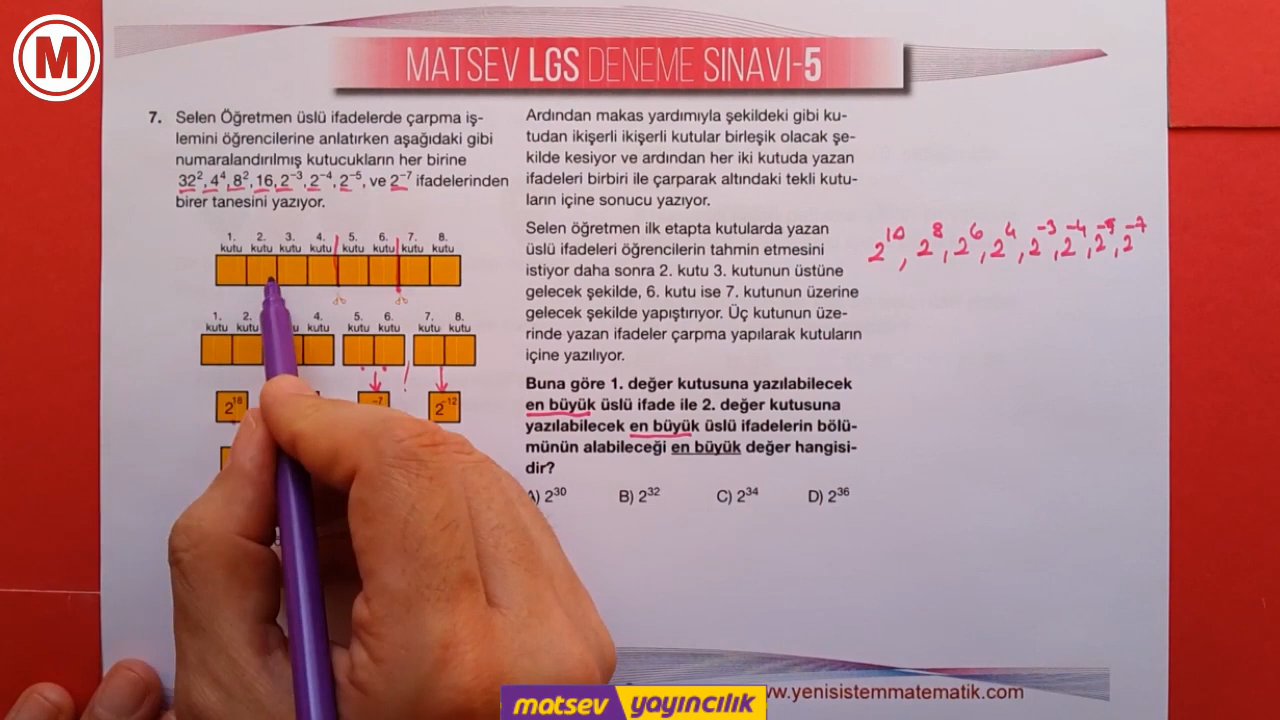 M
MATSEV LGS DENEME SINAVI-5
7. Selen Öğretmen üslü ifadelerde çarpma iş-
lemini öğrencilerine anlatırken aşağıdaki gibi
numaralandırılmış kutucukların her birine
32², 4⁴, 8², 16, 2⁻³, 2⁻⁴, 2⁻⁵, ve 2⁻⁷ ifadelerinden
birer tanesini yazıyor.
1. 2. 3. 4. 5. 6. 7. 8.
kutu kutu kutu kutu kutu kutu kutu kutu
1. 2. 4. 5. 6. 7. 8.
kutu kutu kutu kutu kutu kutu kutu
2¹⁸ ⁻⁷ 2⁻¹²
Ardından makas yardımıyla şekildeki gibi ku-
tudan ikişerli ikişerli kutular birleşik olacak şe-
kilde kesiyor ve ardından her iki kutuda yazan
ifadeleri birbiri ile çarparak altındaki tekli kutu-
ların içine sonucu yazıyor.
Selen öğretmen ilk etapta kutularda yazan
üslü ifadeleri öğrencilerin tahmin etmesini
istiyor daha sonra 2. kutu 3. kutunun üstüne
gelecek şekilde, 6. kutu ise 7. kutunun üzerine
gelecek şekilde yapıştırıyor. Üç kutunun üze-
rinde yazan ifadeler çarpma yapılarak kutuların
içine yazılıyor.
Buna göre 1. değer kutusuna yazılabilecek
en büyük üslü ifade ile 2. değer kutusuna
yazılabilecek en büyük üslü ifadelerin bölü-
münün alabileceği en büyük değer hangisi-
dir?
A) 2³⁰ B) 2³² C) 2³⁴ D) 2³⁶
2¹⁰, 2⁸, 2⁶, 2⁴, 2⁻³, 2⁻⁴, 2⁻⁵, 2⁻⁷
www.yenisistemmatematik.com
matsev yayıncılık